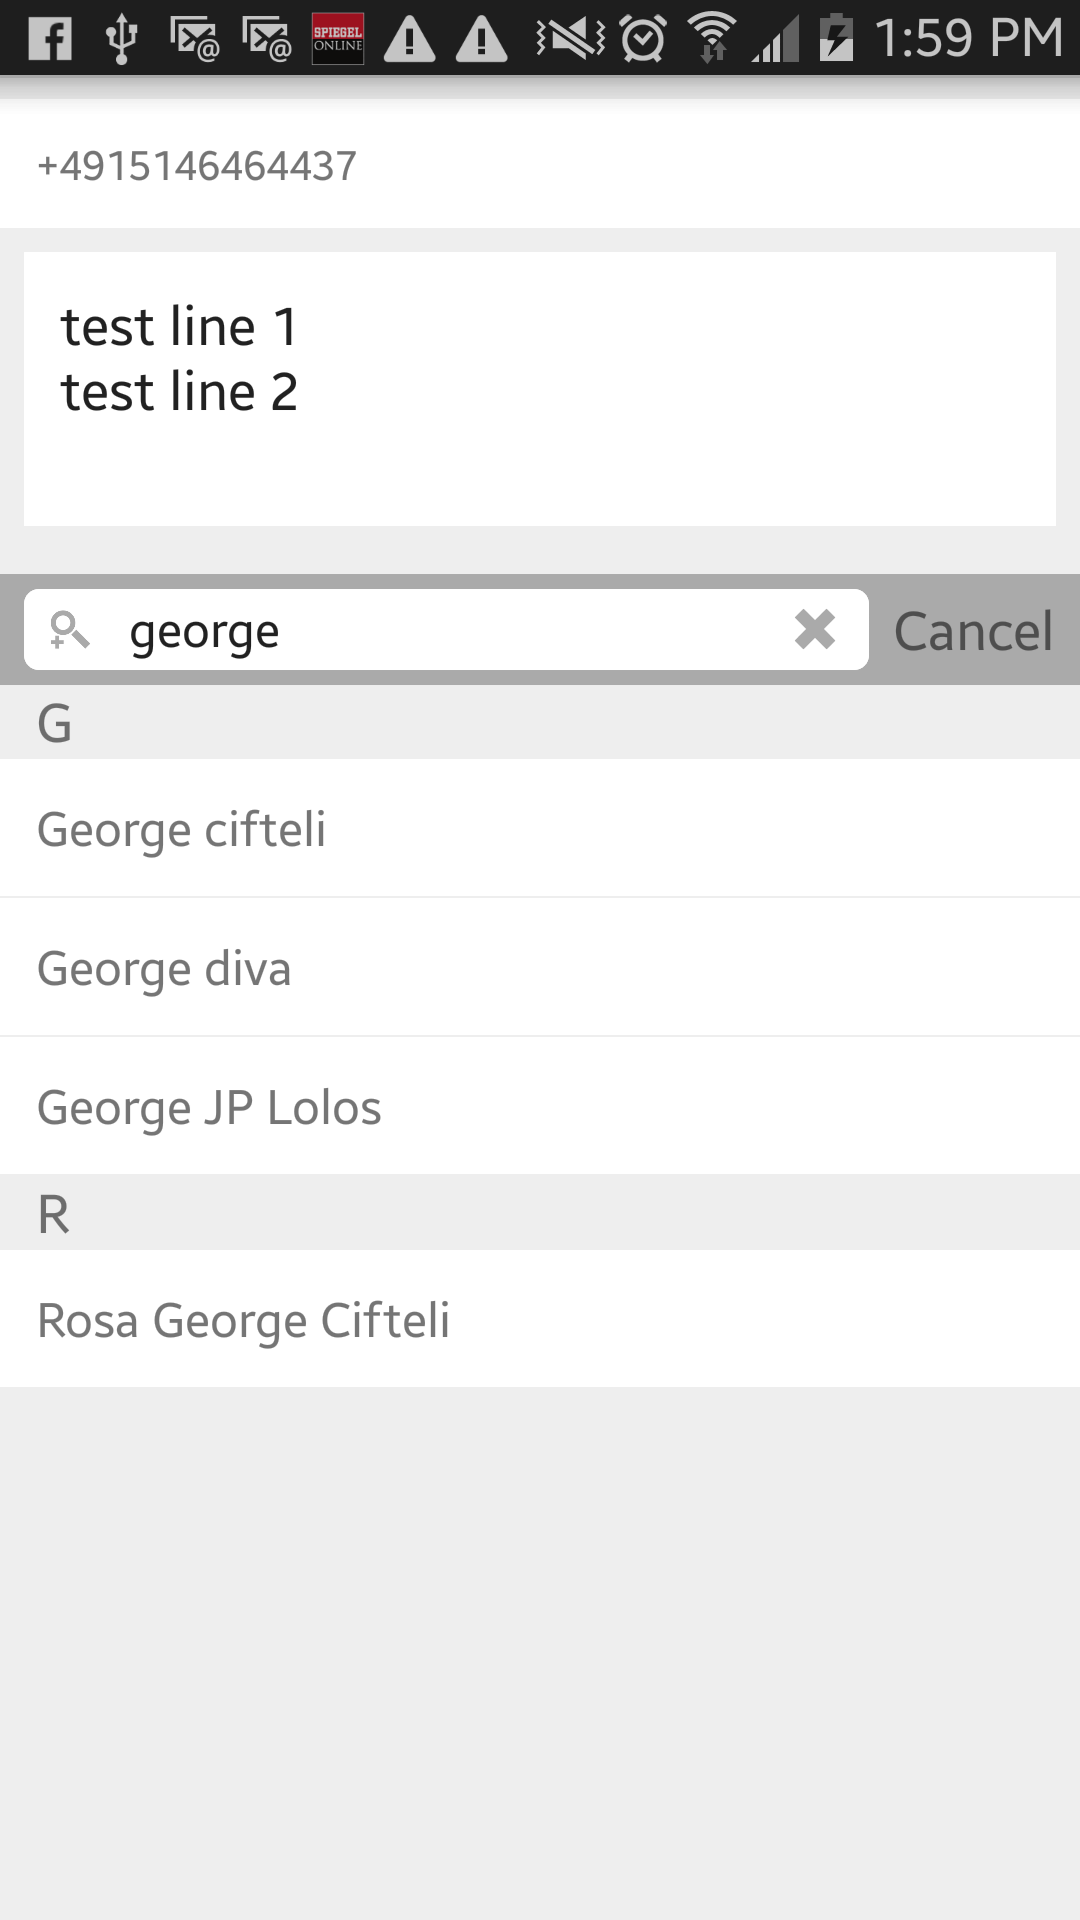 SPIEGEL
ONLINE
1:59 PM
+4915146464437
test line 1
test line 2
george
Cancel
G
George cifteli
George diva
George JP Lolos
R
Rosa George Cifteli